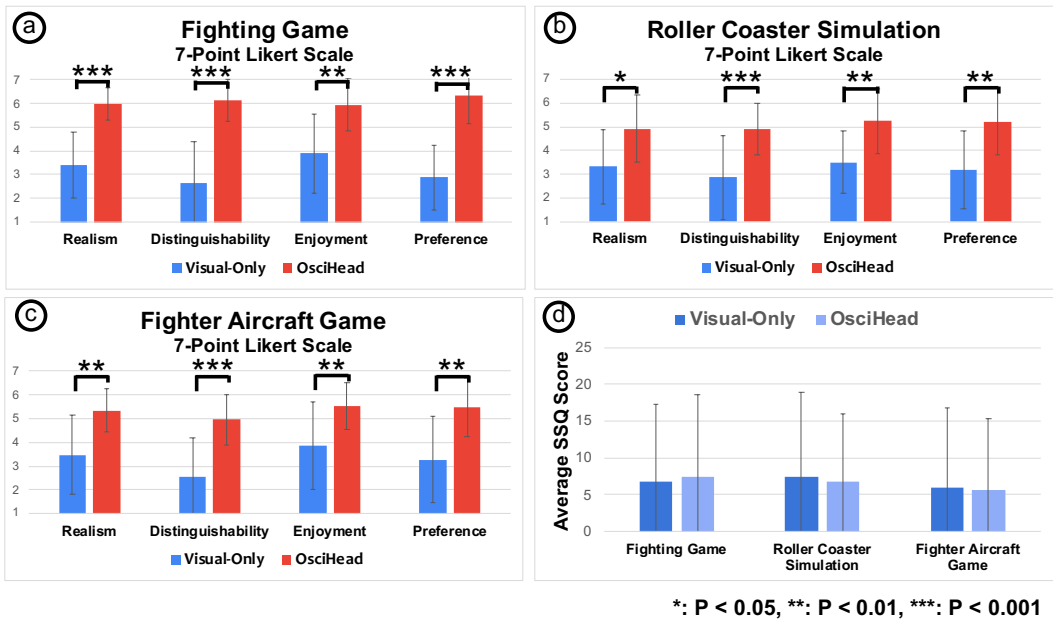 a
Fighting Game
7-Point Likert Scale
*** *** ** ***
7
6
5
4
3
2
1
Realism Distinguishability Enjoyment Preference
Visual-Only OsciHead
b
Roller Coaster Simulation
7-Point Likert Scale
* *** ** **
7
6
5
4
3
2
1
Realism Distinguishability Enjoyment Preference
Visual-Only OsciHead
c
Fighter Aircraft Game
7-Point Likert Scale
** *** ** **
7
6
5
4
3
2
1
Realism Distinguishability Enjoyment Preference
Visual-Only OsciHead
d
Visual-Only OsciHead
Average SSQ Score
25
20
15
10
5
0
Fighting Game
Roller Coaster
Simulation
Fighter Aircraft
Game
*: P < 0.05, **: P < 0.01, ***: P < 0.001